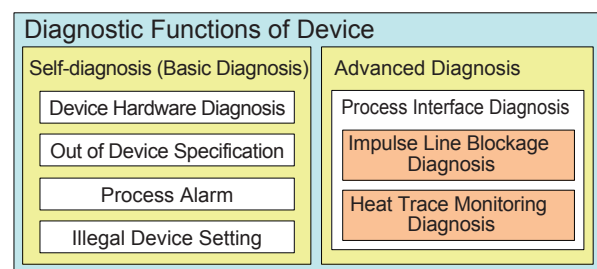 Diagnostic Functions of Device
Self-diagnosis (Basic Diagnosis)
Device Hardware Diagnosis
Out of Device Specification
Process Alarm
Illegal Device Setting
Advanced Diagnosis
Process Interface Diagnosis
Impulse Line Blockage
Diagnosis
Heat Trace Monitoring
Diagnosis